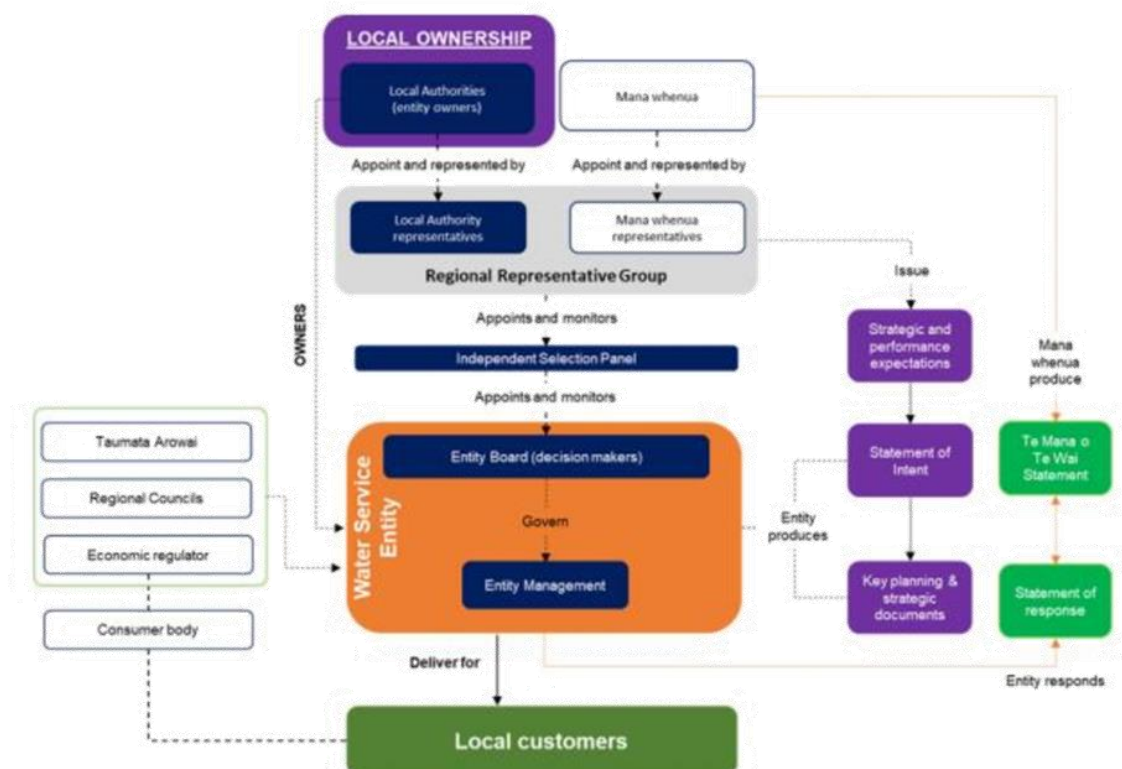 LOCAL OWNERSHIP
Local Authorities
(entity owners)
Mana whenua
Appoint and represented by
Appoint and represented by
Local Authority
representatives
Mana whenua
representatives
Regional Representative Group
Issue
Appoints and monitors
Strategic and
performance
expectations
OWNERS
Independent Selection Panel
Mana
whenua
produce
Appoints and monitors
Taumata Arowai
Regional Councils
Economic regulator
Consumer body
Water Service
Entity
Entity Board (decision makers)
Govern
Entity Management
Entity
produces
Statement of
Intent
Te Mana o
Te Wai
Statement
Key planning &
strategic
documents
Statement of
response
Deliver for
Entity responds
Local customers